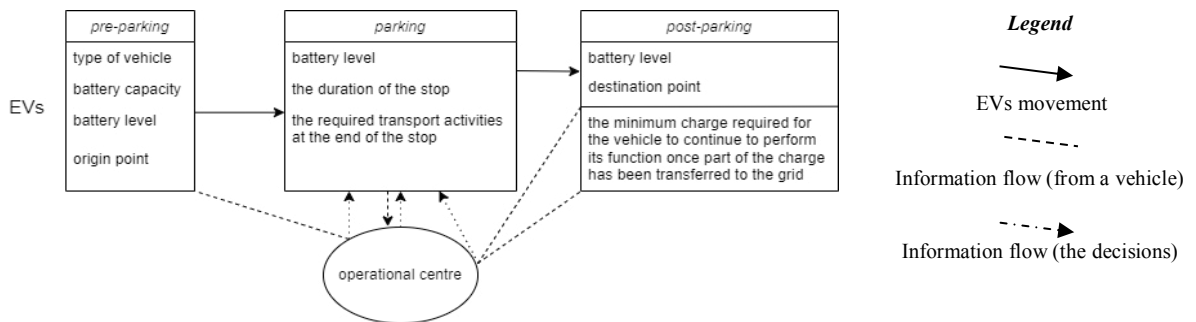 pre-parking
parking
post-parking
Legend
type of vehicle
battery capacity
battery level
origin point
EVs
battery level
the duration of the stop
the required transport activities
at the end of the stop
battery level
destination point
the minimum charge required for
the vehicle to continue to perform
its function once part of the charge
has been transferred to the grid
operational centre
EVs movement
Information flow (from a vehicle)
Information flow (the decisions)